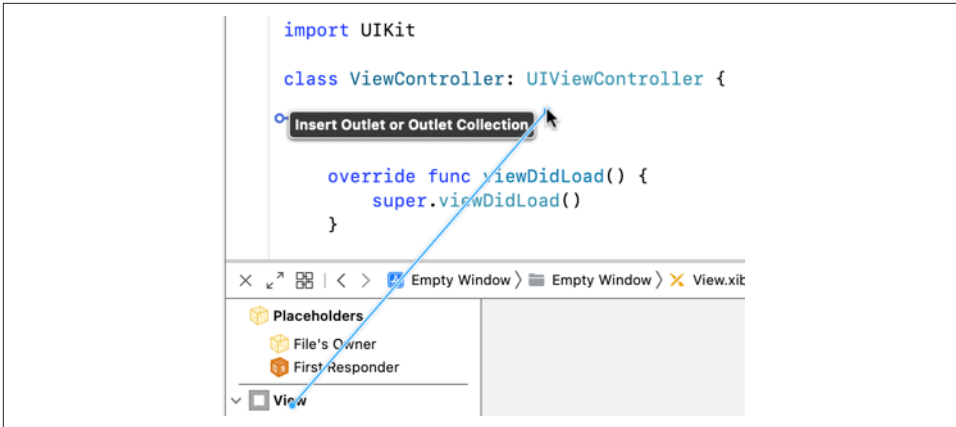 import UIKit
class ViewController: UIViewController {
Insert Outlet or Outlet Collection
override func viewDidLoad() {
super.viewDidLoad()
}
Empty Window 〉 Empty Window 〉 View.xib
Placeholders
File's Owner
First Responder
View